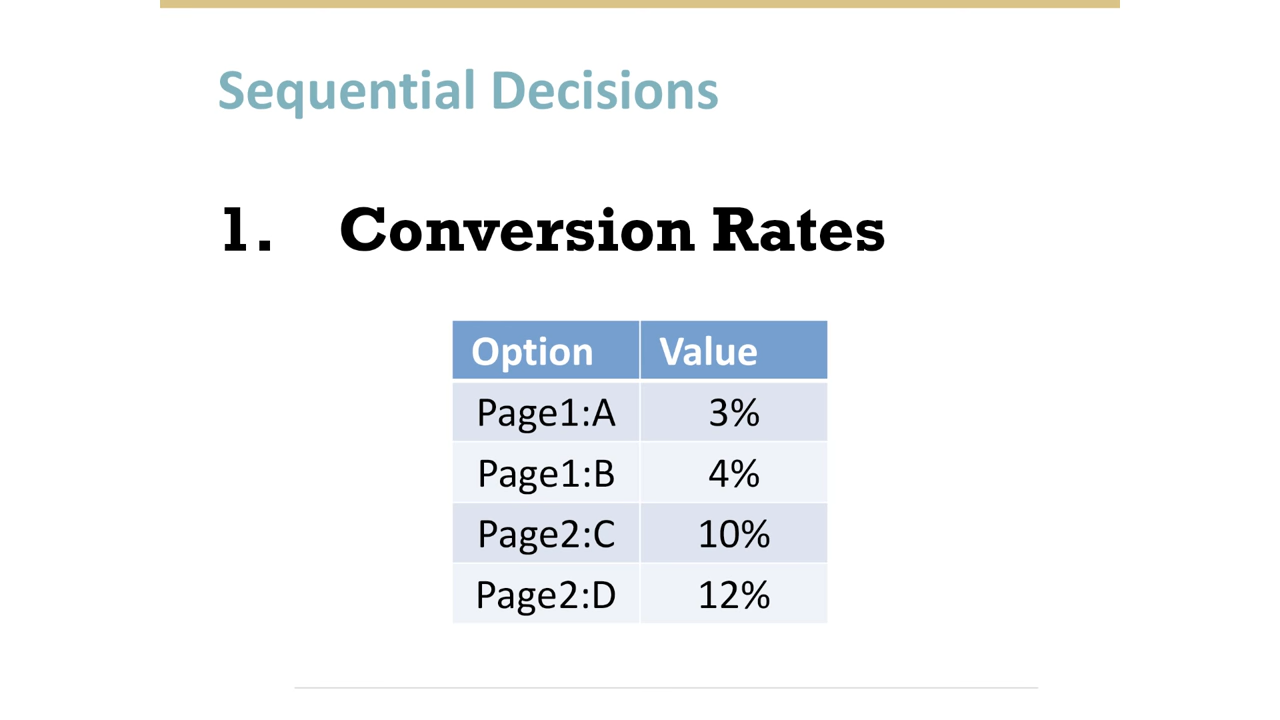 Sequential Decisions
1. Conversion Rates
Option Value
Page1:A 3%
Page1:B 4%
Page2:C 10%
Page2:D 12%